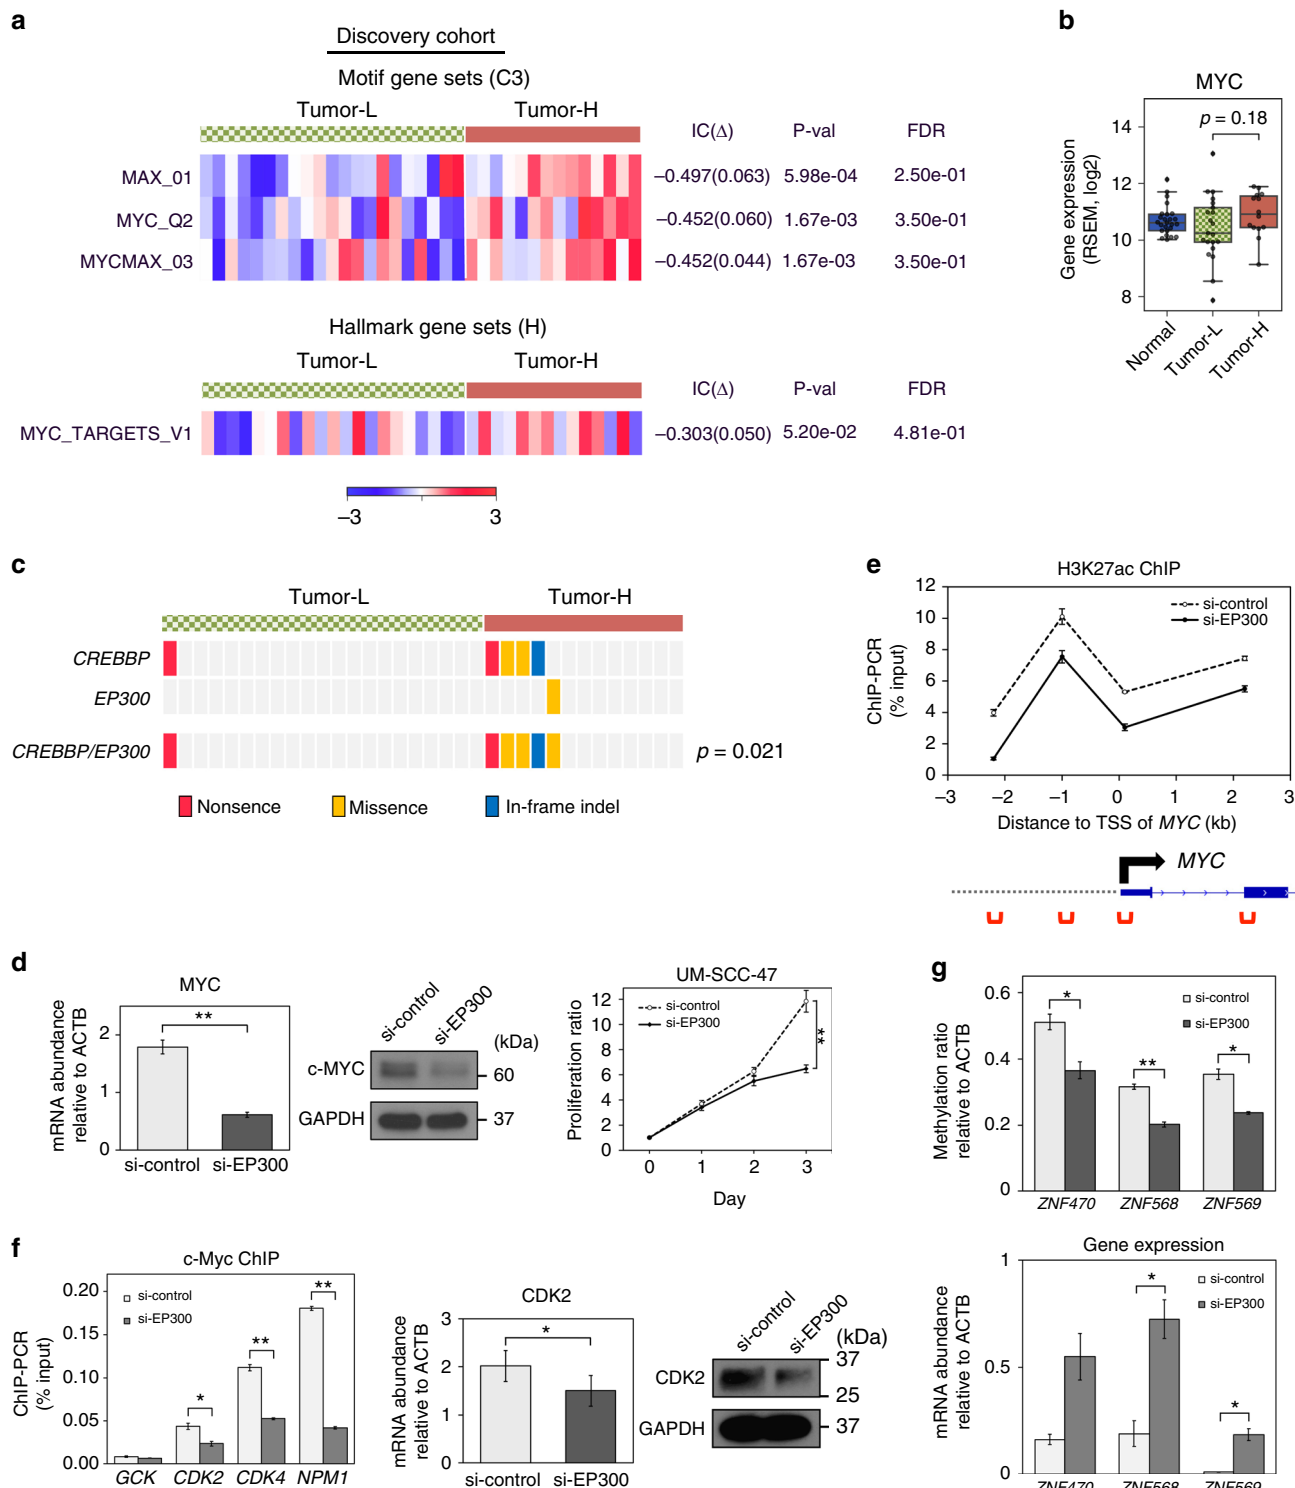 a
Discovery cohort
Motif gene sets (C3)
Tumor-L Tumor-H
IC(Δ) P-val FDR
MAX_01 −0.497(0.063) 5.98e-04 2.50e-01
MYC_Q2 −0.452(0.060) 1.67e-03 3.50e-01
MYCMAX_03 −0.452(0.044) 1.67e-03 3.50e-01
Hallmark gene sets (H)
Tumor-L Tumor-H
IC(Δ) P-val FDR
MYC_TARGETS_V1 −0.303(0.050) 5.20e-02 4.81e-01
−3 3
b
MYC
p = 0.18
Gene expression
(RSEM, log2)
14
12
10
8
Normal
Tumor-L
Tumor-H
c
Tumor-L Tumor-H
CREBBP
EP300
CREBBP/EP300 p = 0.021
Nonsence Missence In-frame indel
e
H3K27ac ChIP
si-control
si-EP300
ChIP-PCR
(% input)
12
10
8
6
4
2
0
−3 −2 −1 0 1 2 3
Distance to TSS of MYC (kb)
MYC
d
MYC
**
mRNA abundance
relative to ACTB
2
1
0
si-control si-EP300
si-control
si-EP300
(kDa)
c-MYC 60
GAPDH 37
UM-SCC-47
si-control
si-EP300
Proliferation ratio
12
10
8
6
4
2
0
**
0 1 2 3
Day
g
Methylation ratio
relative to ACTB
0.6
0.4
0.2
0
si-control
si-EP300
* ** *
ZNF470 ZNF568 ZNF569
Gene expression
mRNA abundance
relative to ACTB
1
0.5
0
si-control
si-EP300
* *
ZNF470 ZNF568 ZNF569
f
c-Myc ChIP
si-control
si-EP300
ChIP-PCR
(% input)
0.20
0.15
0.10
0.05
0.00
* ** **
GCK CDK2 CDK4 NPM1
CDK2
*
mRNA abundance
relative to ACTB
3
2
1
0
si-control si-EP300
si-control
si-EP300
(kDa)
37
CDK2
25
GAPDH 37